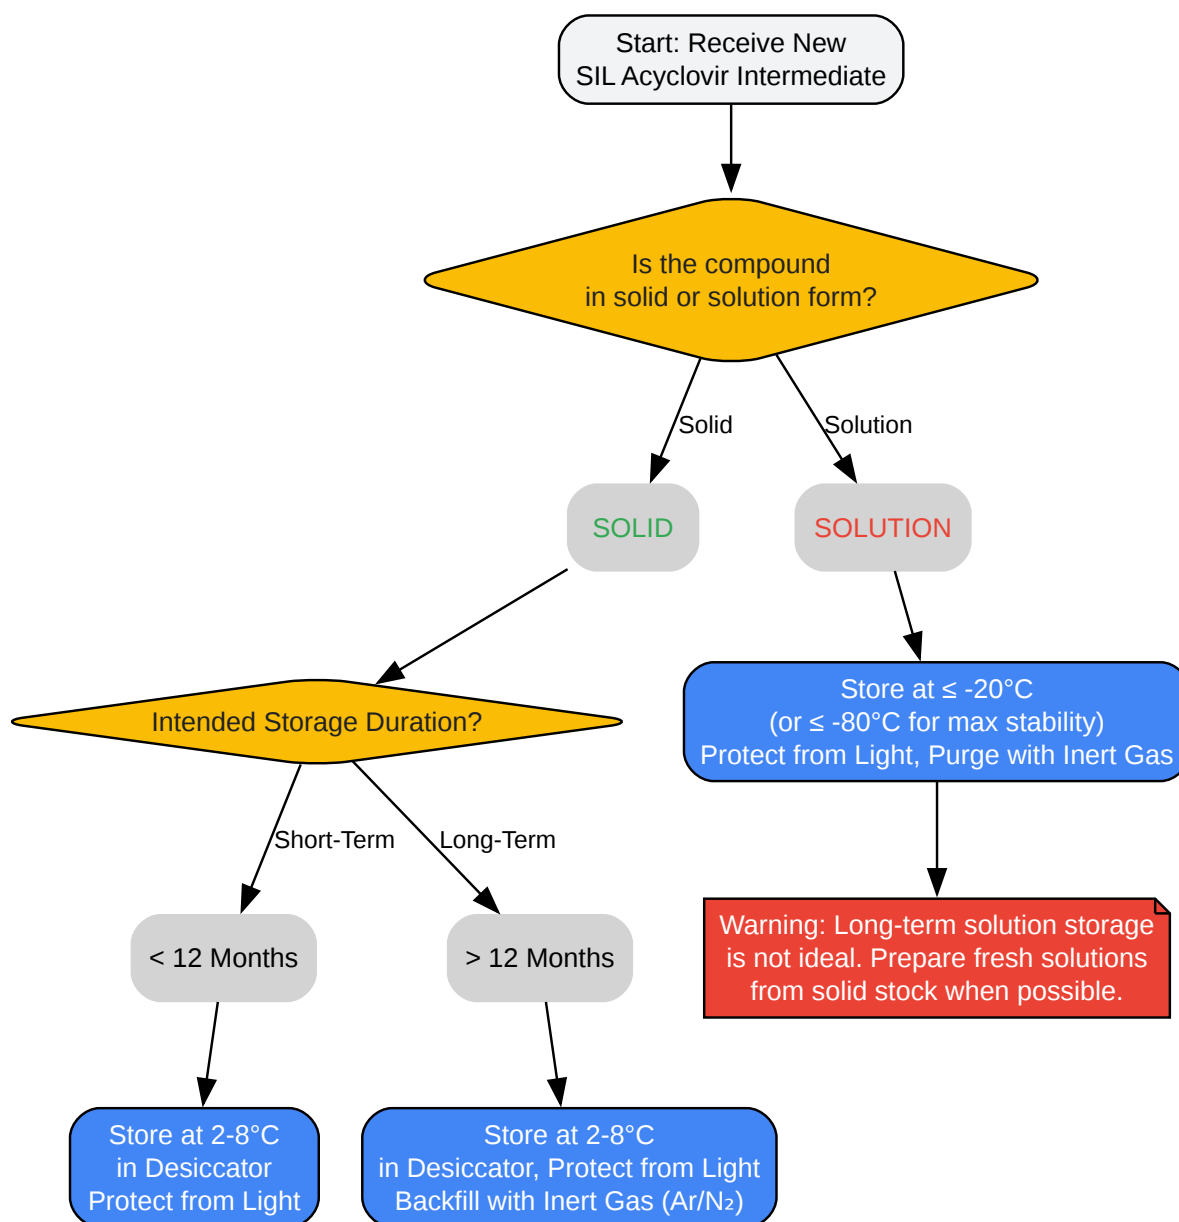 Start: Receive New
SIL Acyclovir Intermediate
Is the compound
in solid or solution form?
Solid
Solution
SOLID
SOLUTION
Intended Storage Duration?
Store at ≤ -20°C
(or ≤ -80°C for max stability)
Protect from Light, Purge with Inert Gas
Short-Term
Long-Term
< 12 Months
> 12 Months
Warning: Long-term solution storage
is not ideal. Prepare fresh solutions
from solid stock when possible.
Store at 2-8°C
in Desiccator
Protect from Light
Store at 2-8°C
in Desiccator, Protect from Light
Backfill with Inert Gas (Ar/N₂)